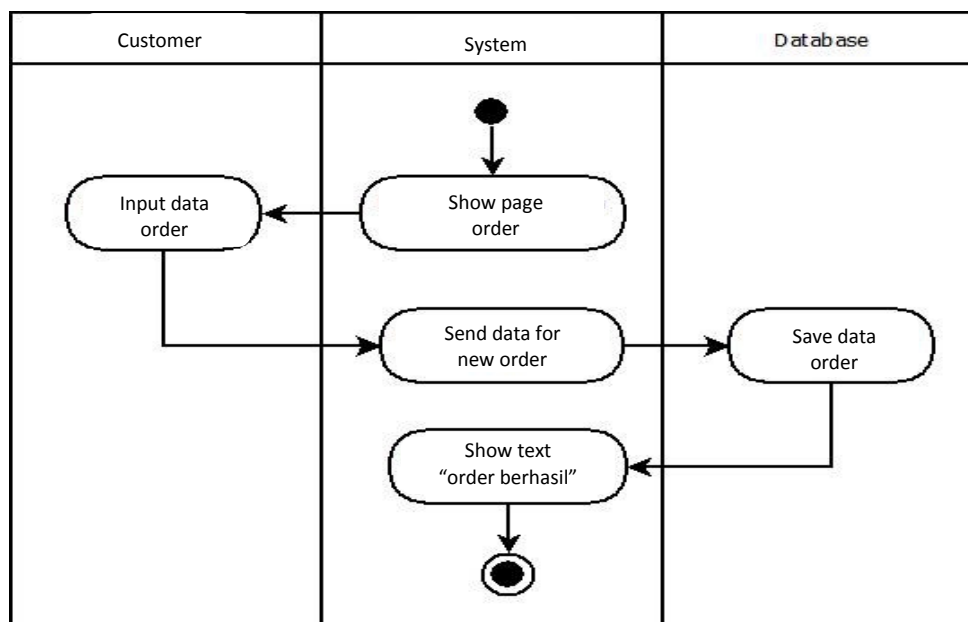 Customer
System
Database
Show page
order
Input data
order
Send data for
new order
Save data
order
Show text
“order berhasil”